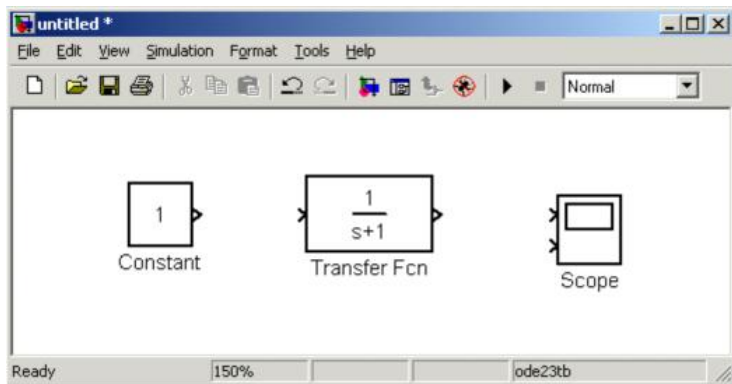 untitled *
File Edit View Simulation Format Tools Help
Normal
1
Constant
1
s+1
Transfer Fcn
Scope
Ready 150% ode23tb